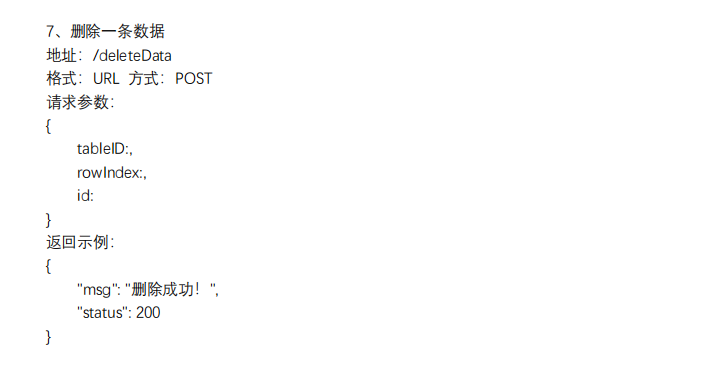 7、删除一条数据
地址：/deleteData
格式：URL 方式：POST
请求参数：
{
tableID:,
rowIndex:,
id:
}
返回示例：
{
"msg": "删除成功！",
"status": 200
}